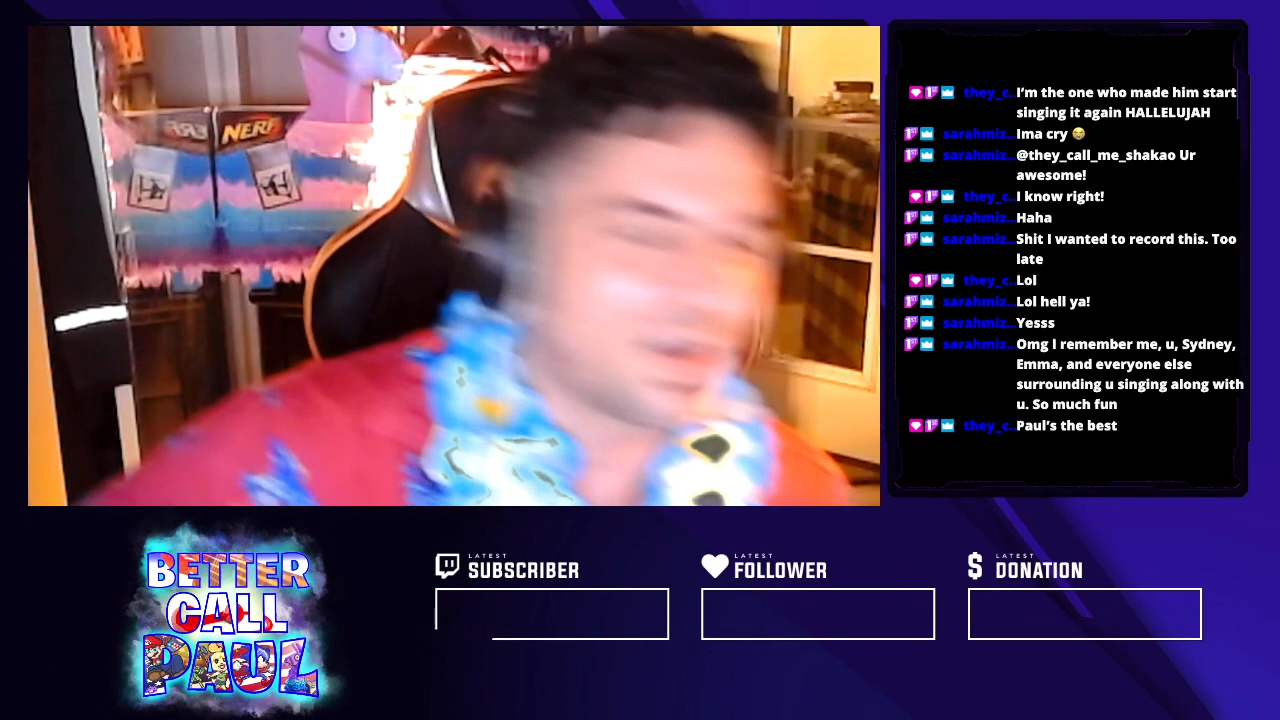 NERF
they_c...I'm the one who made him start
singing it again HALLELUJAH
sarahmiz...Ima cry 😭
sarahmiz...@they_call_me_shakao Ur
awesome!
they_c...I know right!
sarahmiz...Haha
sarahmiz...Shit I wanted to record this. Too
late
they_c...Lol
sarahmiz...Lol hell ya!
sarahmiz...Yesss
sarahmiz...Omg I remember me, u, Sydney,
Emma, and everyone else
surrounding u singing along with
u. So much fun
they_c...Paul's the best
BETTER
CALL
PAUL
LATEST
SUBSCRIBER
LATEST
FOLLOWER
$ LATEST
DONATION